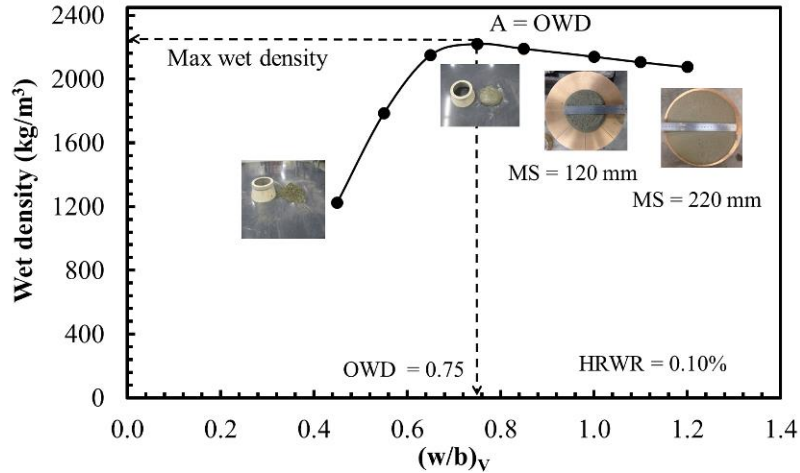 2400
2000
1600
1200
800
400
0
Wet density (kg/m³)
A = OWD
Max wet density
MS = 120 mm
MS = 220 mm
OWD = 0.75
HRWR = 0.10%
0.0 0.2 0.4 0.6 0.8 1.0 1.2 1.4
(w/b)V